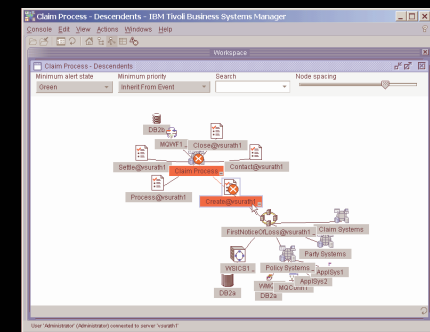 Claim Process - Descendents - IBM Tivoli Business Systems Manager
Console Edit View Actions Windows Help
Workspace
Claim Process - Descendents
Minimum alert state
Minimum priority
Search
Node spacing
Green
Inherit From Event
DB2b
MQWF1
Close@vsurath1
Settle@vsurath1
Claim Process
Contact@vsurath1
Process@vsurath1
Create@vsurath1
FirstNoticeOfLoss@vsurath1
Claim Systems
Party Systems
WSICS1
Policy Systems
ApplSys1
ApplSys2
DB2a
DB2a
User 'Administrator' (Administrator) connected to server 'vsurath1'